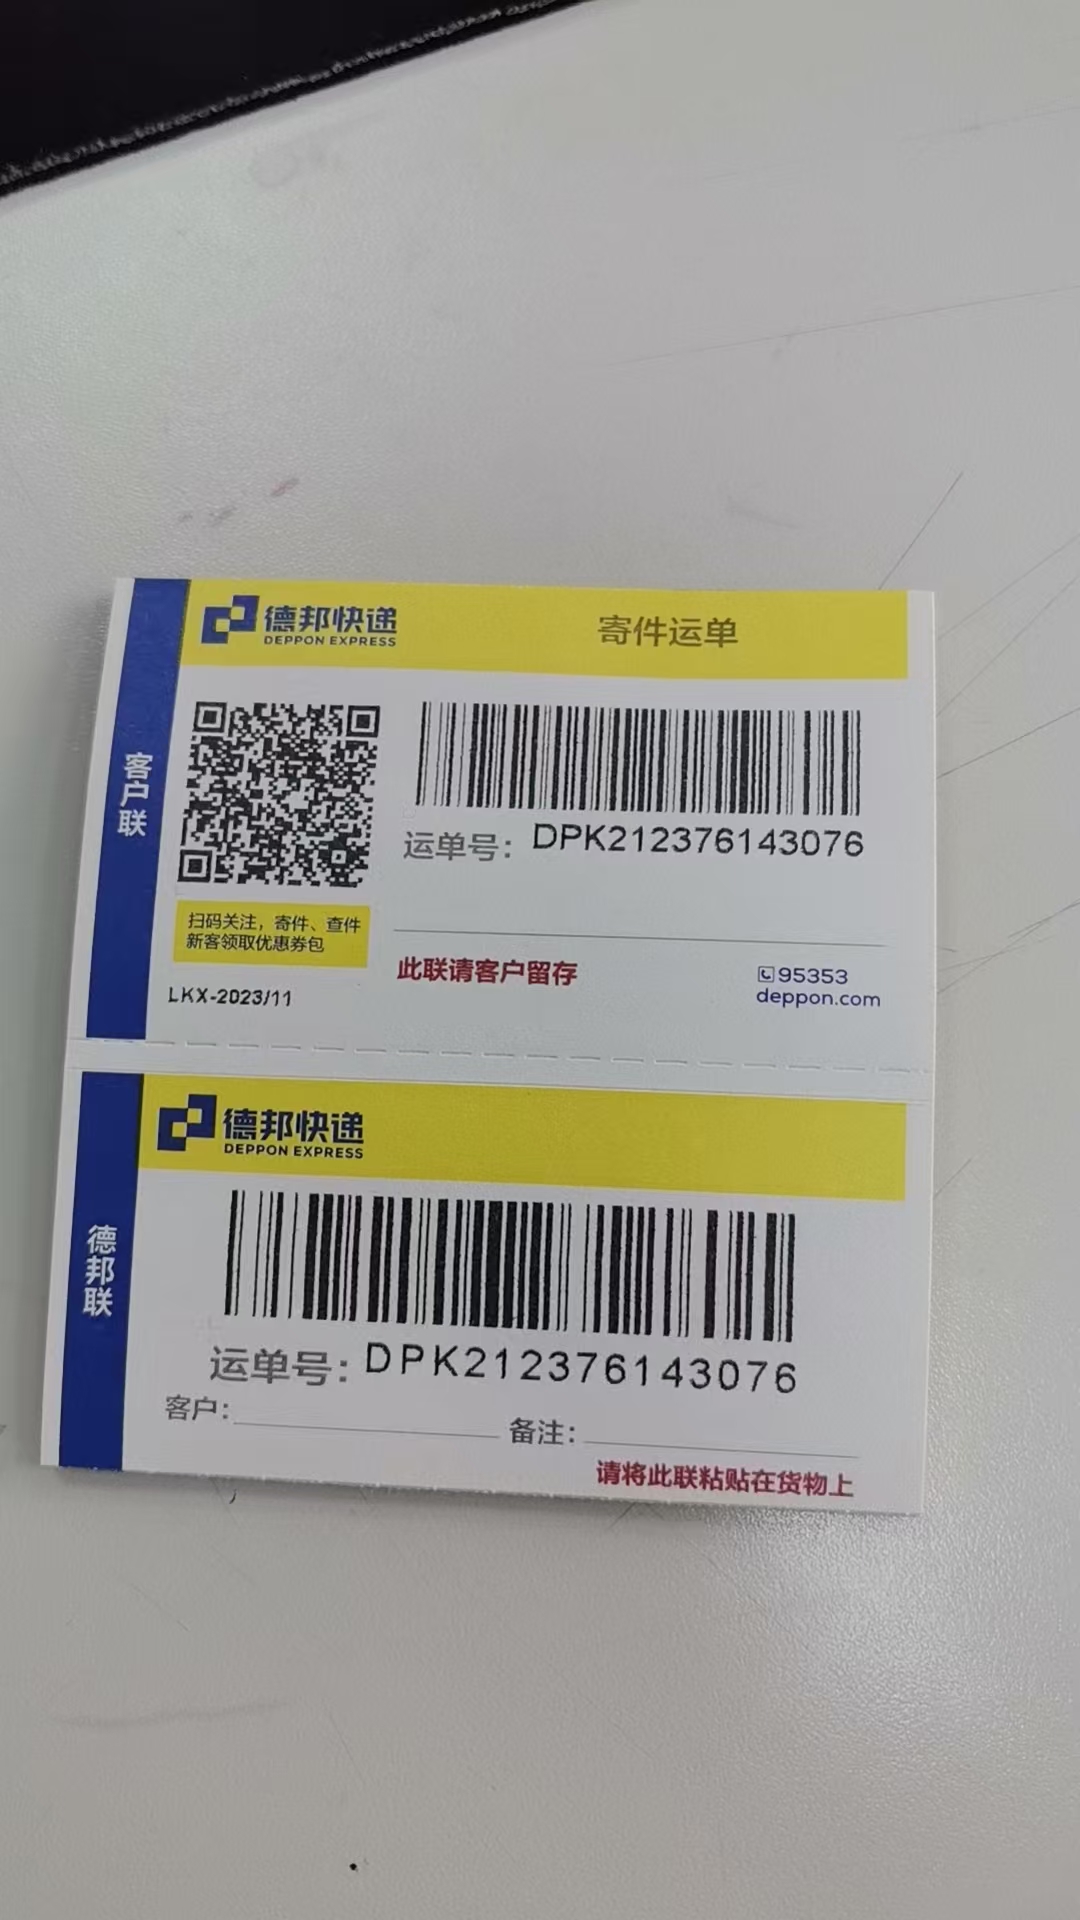 德邦快递
DEPPON EXPRESS
寄件运单
客户联
运单号：DPK212376143076
扫码关注，寄件、查件
新客领取优惠券包
此联请客户留存
95353
deppon.com
LKX-2023/11
德邦快递
DEPPON EXPRESS
德邦联
运单号：DPK212376143076
客户：
备注：
请将此联粘贴在货物上